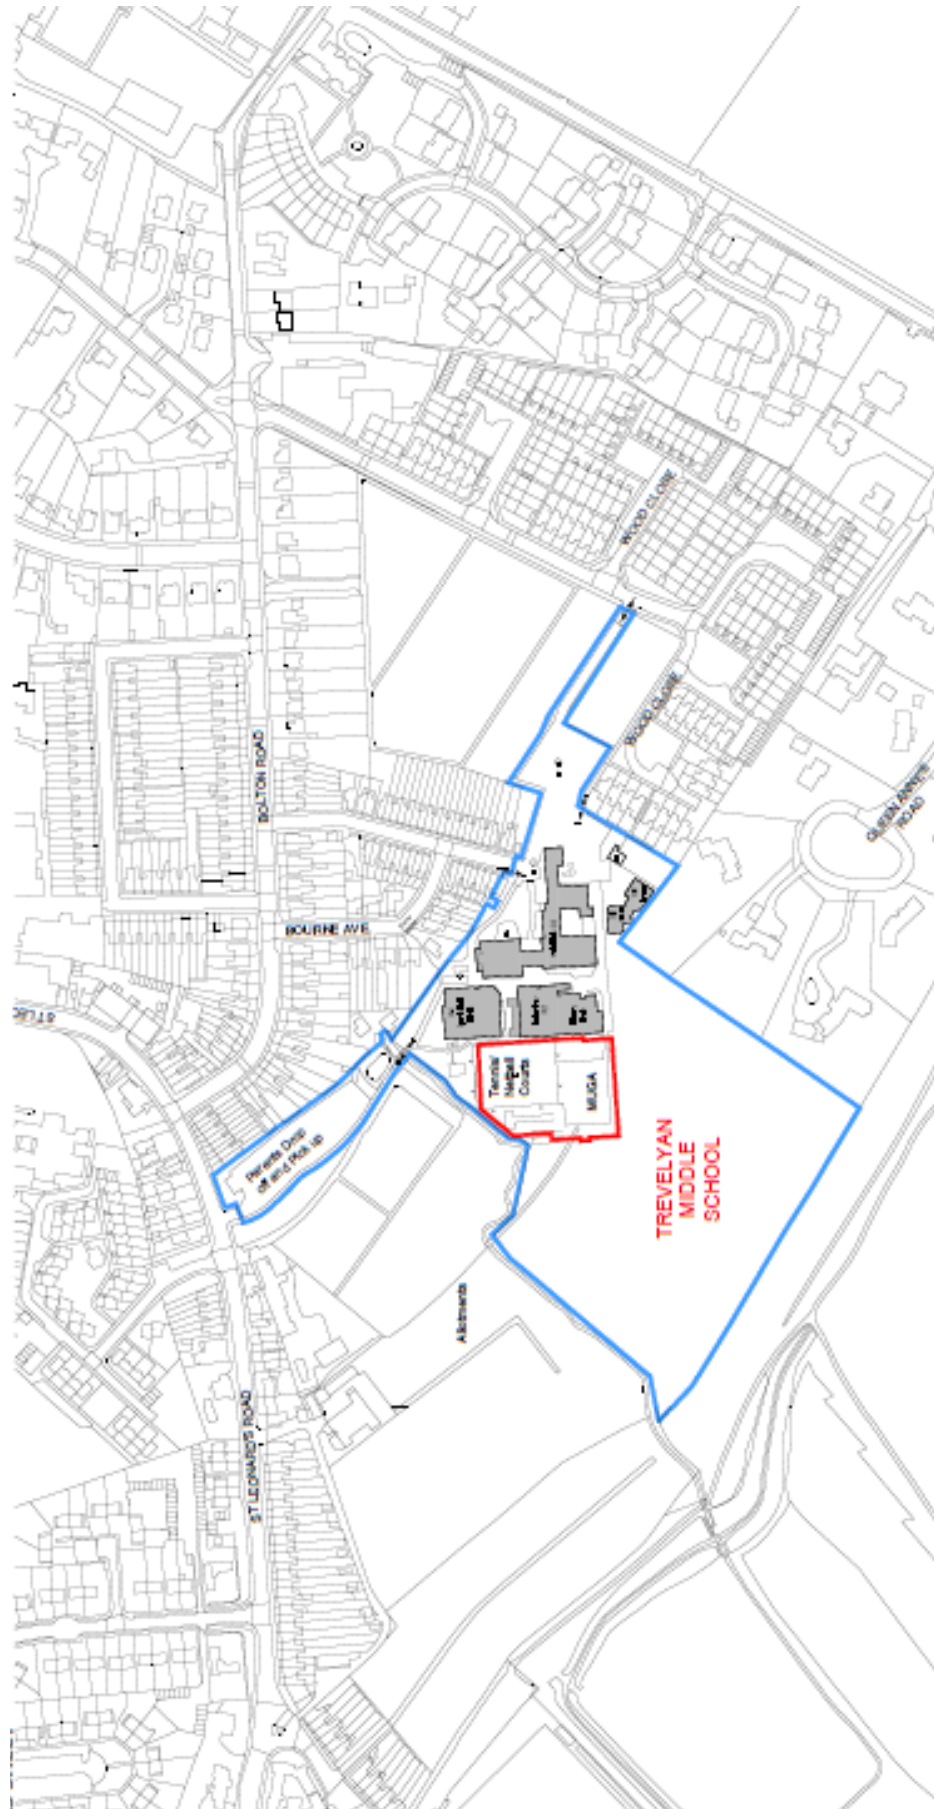 WOOD CLOSE
WOOD CLOSE
BOLTON ROAD
QUEEN ANNE'S
ROAD
BOURNE AVE
Tennis/
Netball
Courts
MUGA
Parents Drop
off and Pick up
TREVELYAN
MIDDLE
SCHOOL
Allotments
ST LEONARD'S ROAD